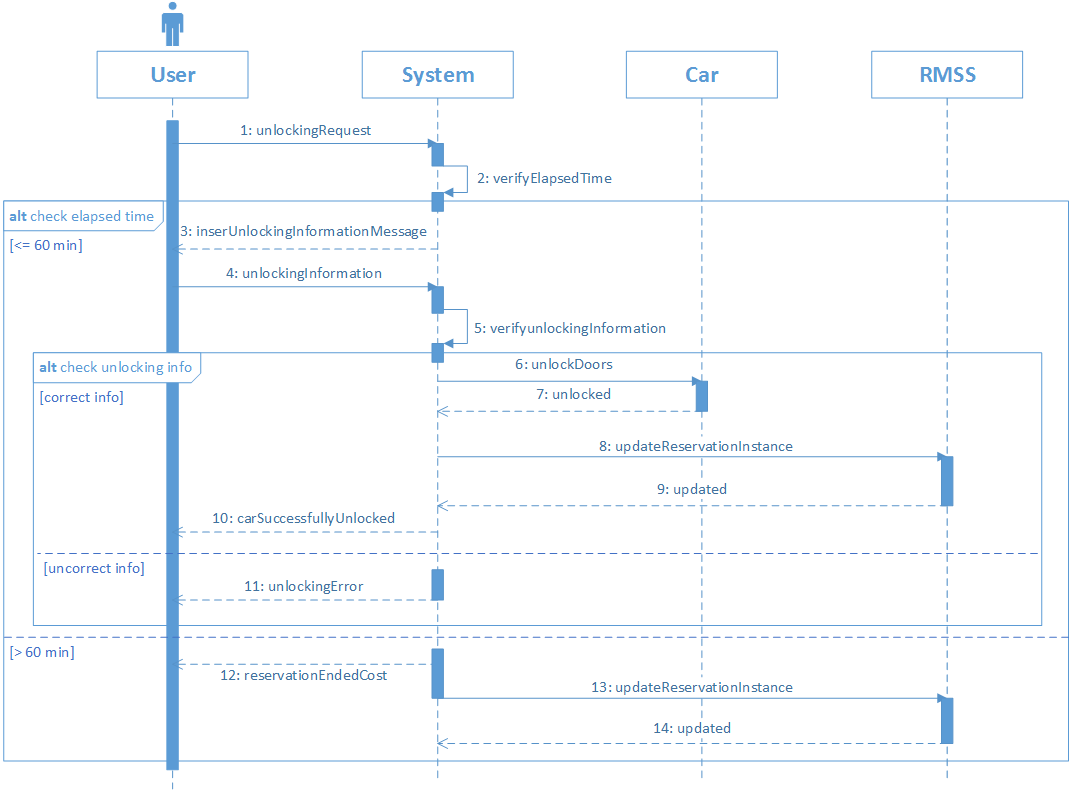 User
System
Car
RMSS
1: unlockingRequest
2: verifyElapsedTime
alt check elapsed time
[<= 60 min]
3: inserUnlockingInformationMessage
4: unlockingInformation
5: verifyunlockingInformation
alt check unlocking info
[correct info]
6: unlockDoors
7: unlocked
8: updateReservationInstance
9: updated
10: carSuccessfullyUnlocked
[uncorrect info]
11: unlockingError
[> 60 min]
12: reservationEndedCost
13: updateReservationInstance
14: updated